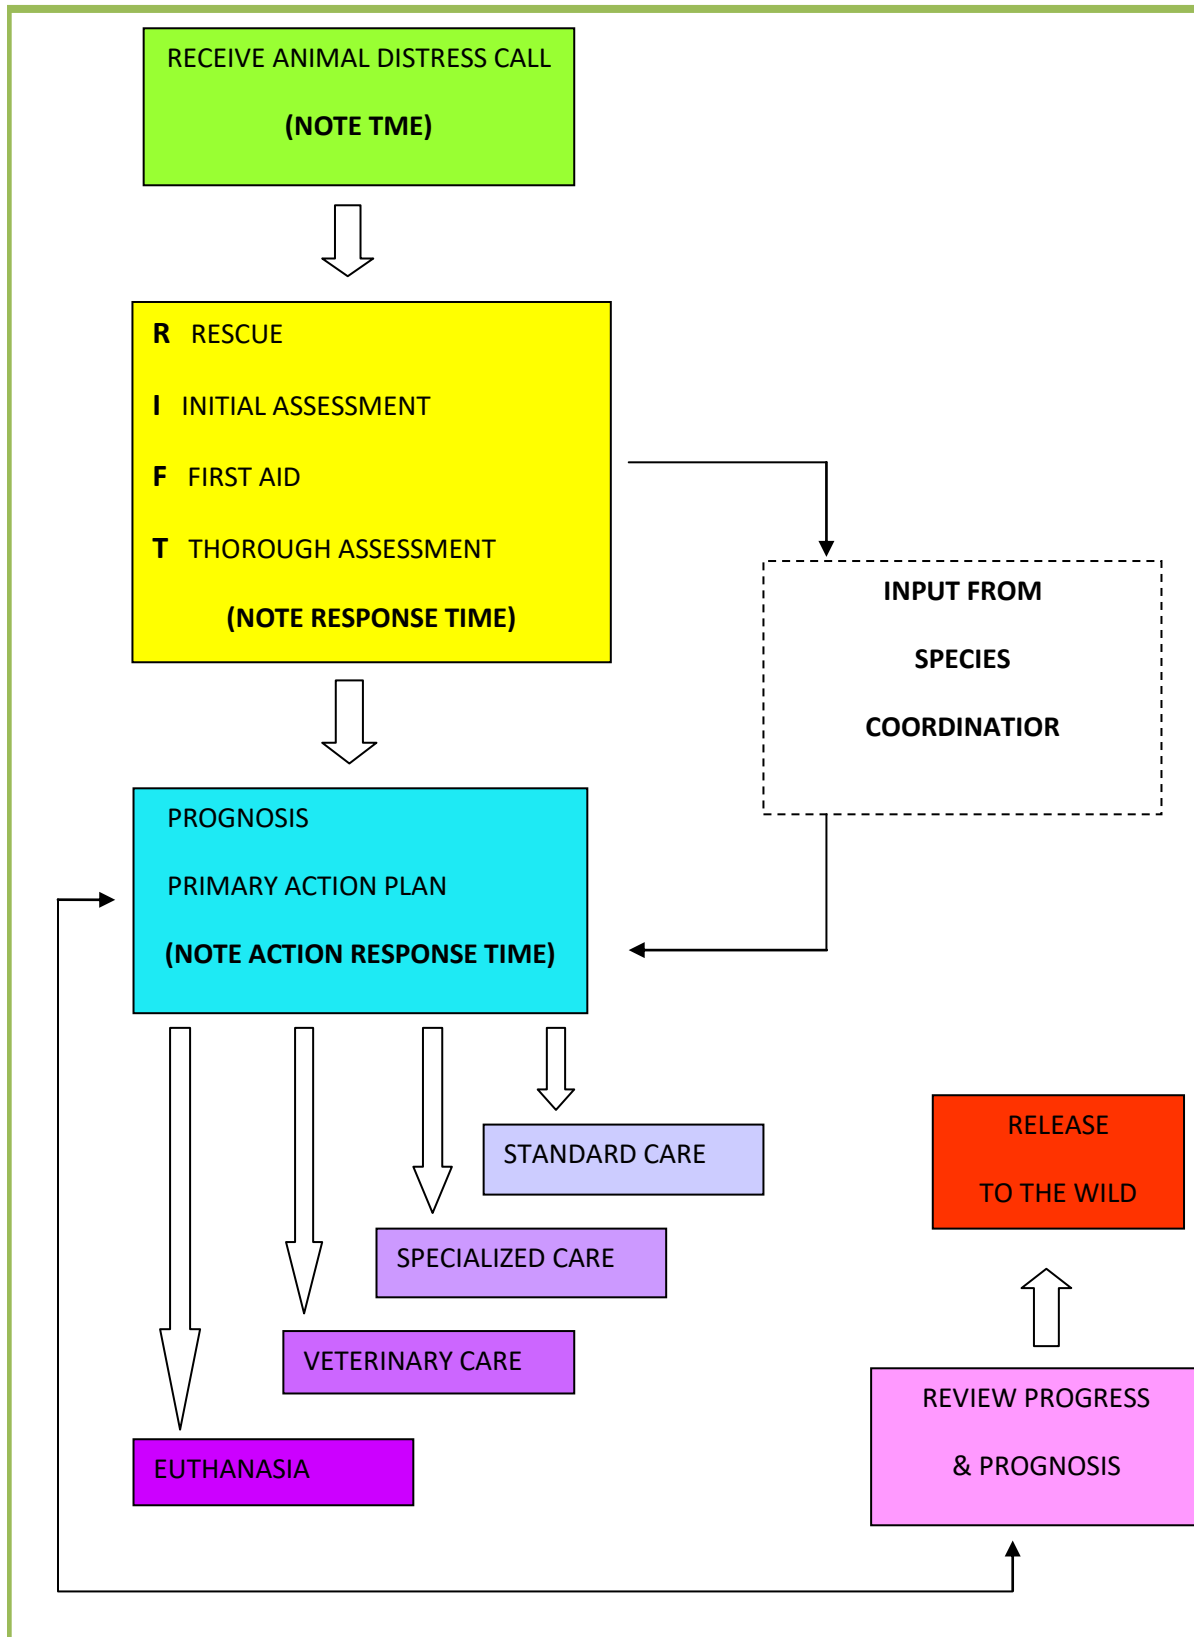 RECEIVE ANIMAL DISTRESS CALL
(NOTE TME)
R RESCUE
I INITIAL ASSESSMENT
F FIRST AID
T THOROUGH ASSESSMENT
(NOTE RESPONSE TIME)
INPUT FROM
SPECIES
COORDINATIOR
PROGNOSIS
PRIMARY ACTION PLAN
(NOTE ACTION RESPONSE TIME)
STANDARD CARE
SPECIALIZED CARE
VETERINARY CARE
EUTHANASIA
RELEASE
TO THE WILD
REVIEW PROGRESS
& PROGNOSIS